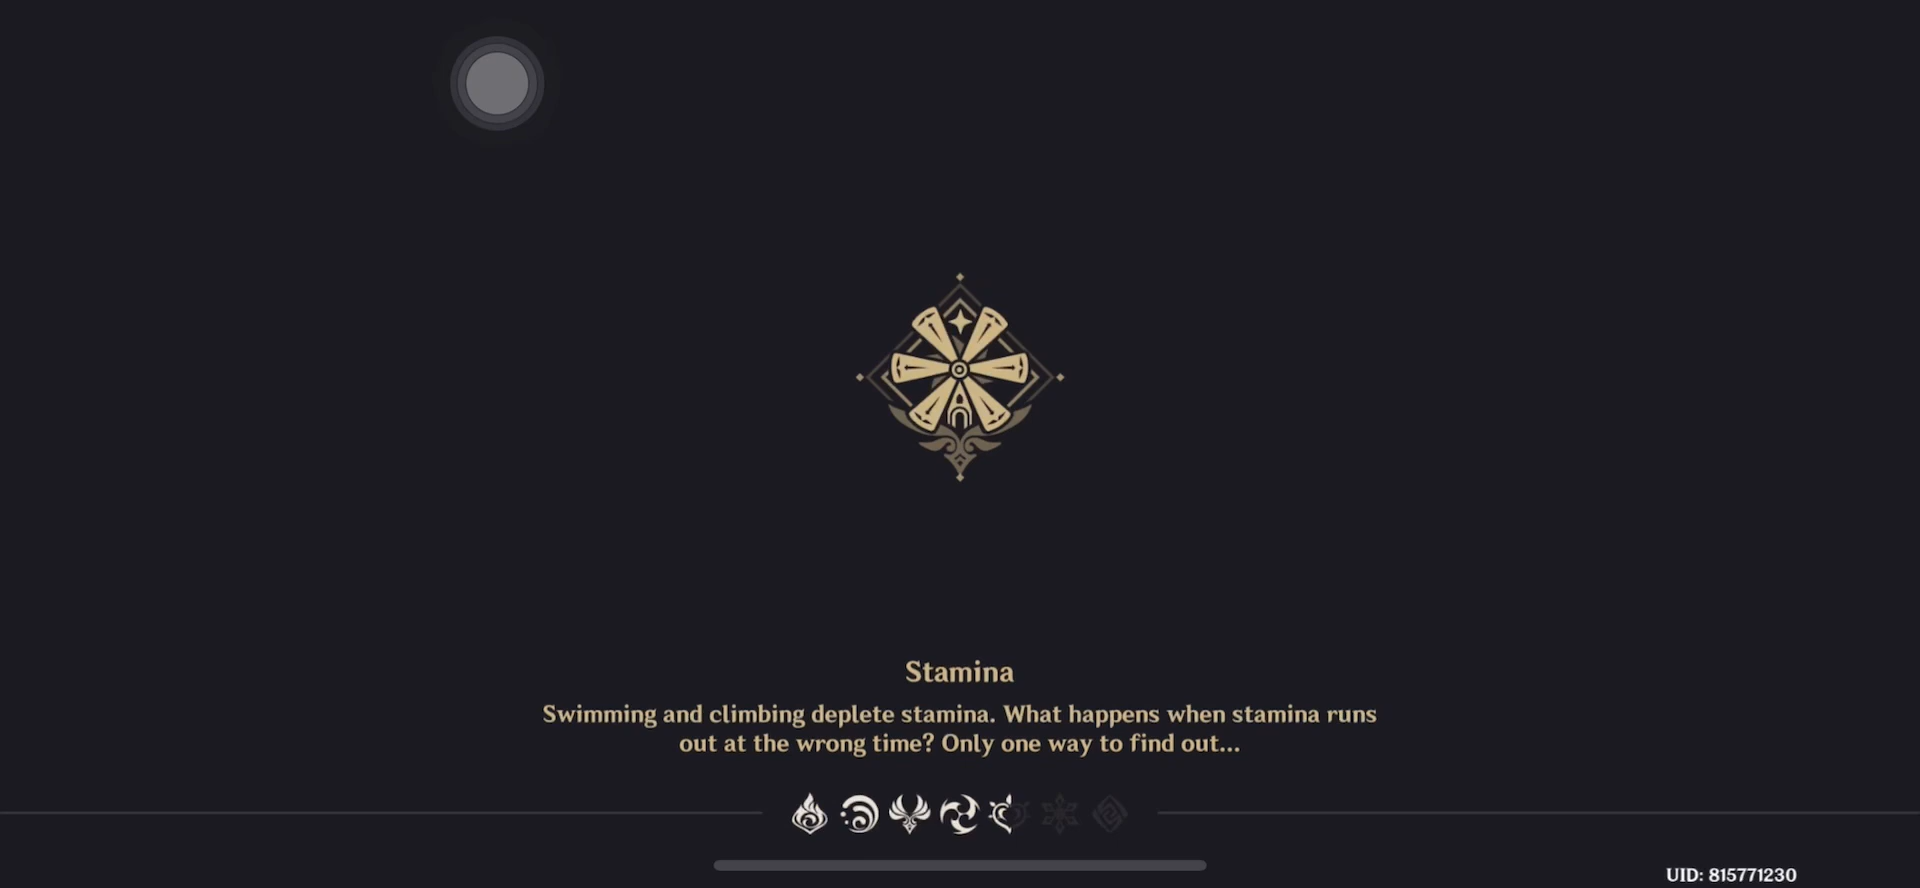 Stamina
Swimming and climbing deplete stamina. What happens when stamina runs
out at the wrong time? Only one way to find out...
UID: 815771230